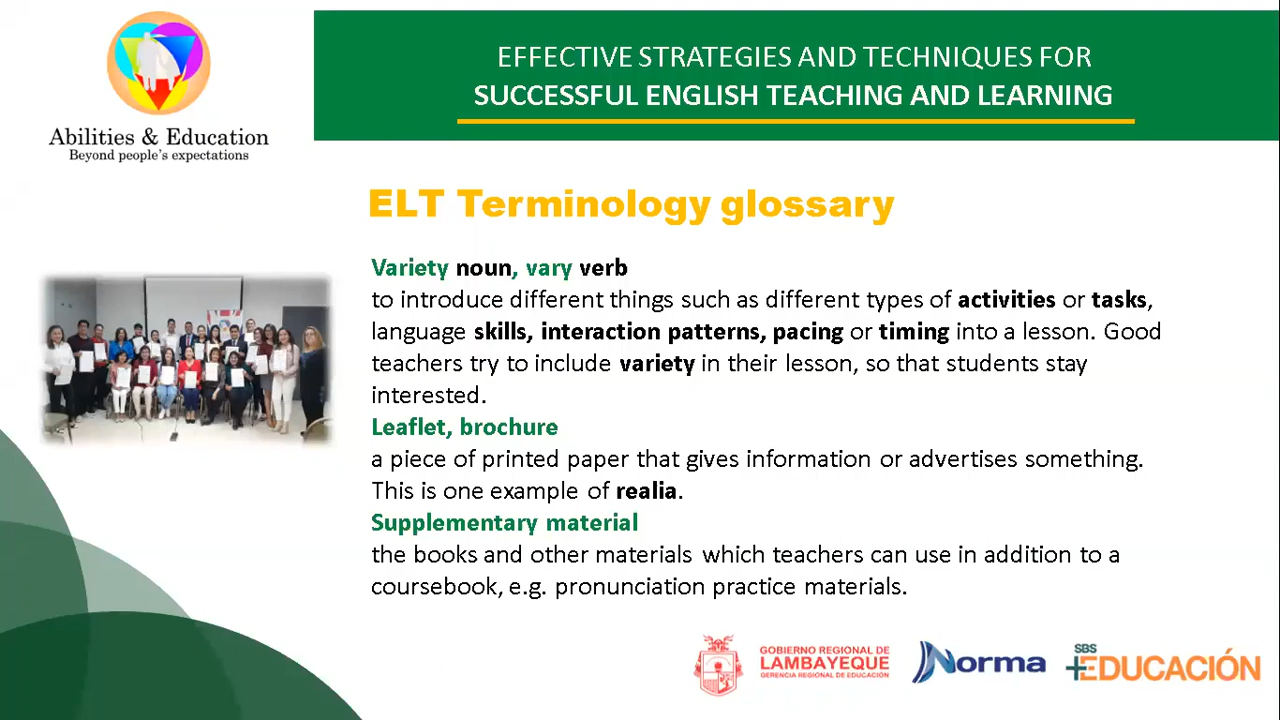 EFFECTIVE STRATEGIES AND TECHNIQUES FOR
SUCCESSFUL ENGLISH TEACHING AND LEARNING
Abilities & Education
Beyond people's expectations
ELT Terminology glossary
Variety noun, vary verb
to introduce different things such as different types of activities or tasks,
language skills, interaction patterns, pacing or timing into a lesson. Good
teachers try to include variety in their lesson, so that students stay
interested.
Leaflet, brochure
a piece of printed paper that gives information or advertises something.
This is one example of realia.
Supplementary material
the books and other materials which teachers can use in addition to a
coursebook, e.g. pronunciation practice materials.
GOBIERNO REGIONAL DE
LAMBAYEQUE
GERENCIA REGIONAL DE EDUCACIÓN
Norma
SBS
+EDUCACIÓN